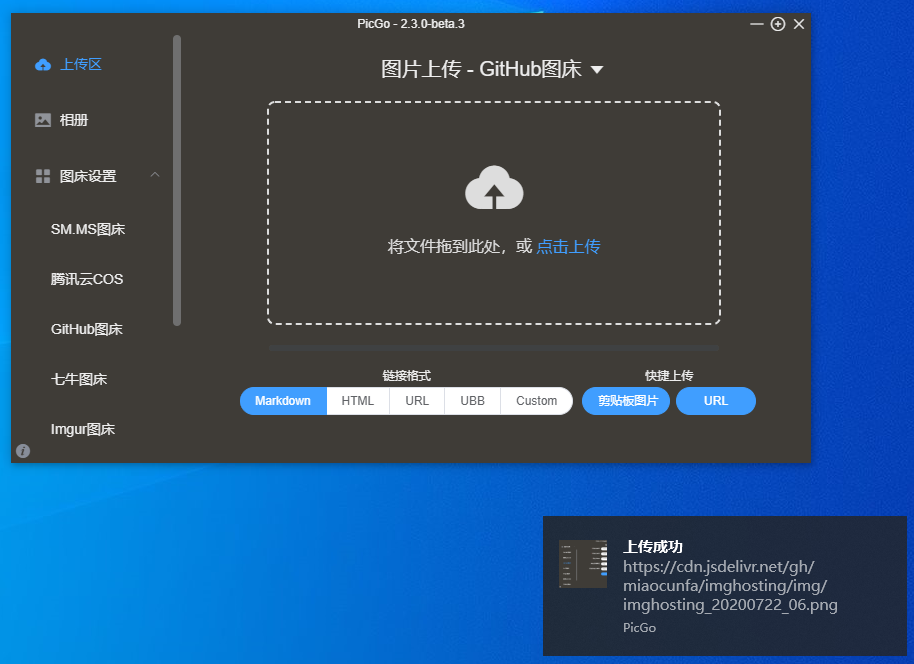 PicGo - 2.3.0-beta.3
上传区
相册
图床设置
SM.MS图床
腾讯云COS
GitHub图床
七牛图床
Imgur图床
图片上传 - GitHub图床
将文件拖到此处，或 点击上传
链接格式
Markdown HTML URL UBB Custom
快捷上传
剪贴板图片 URL
上传成功
https://cdn.jsdelivr.net/gh/
miaocunfa/imghosting/img/
imghosting_20200722_06.png
PicGo